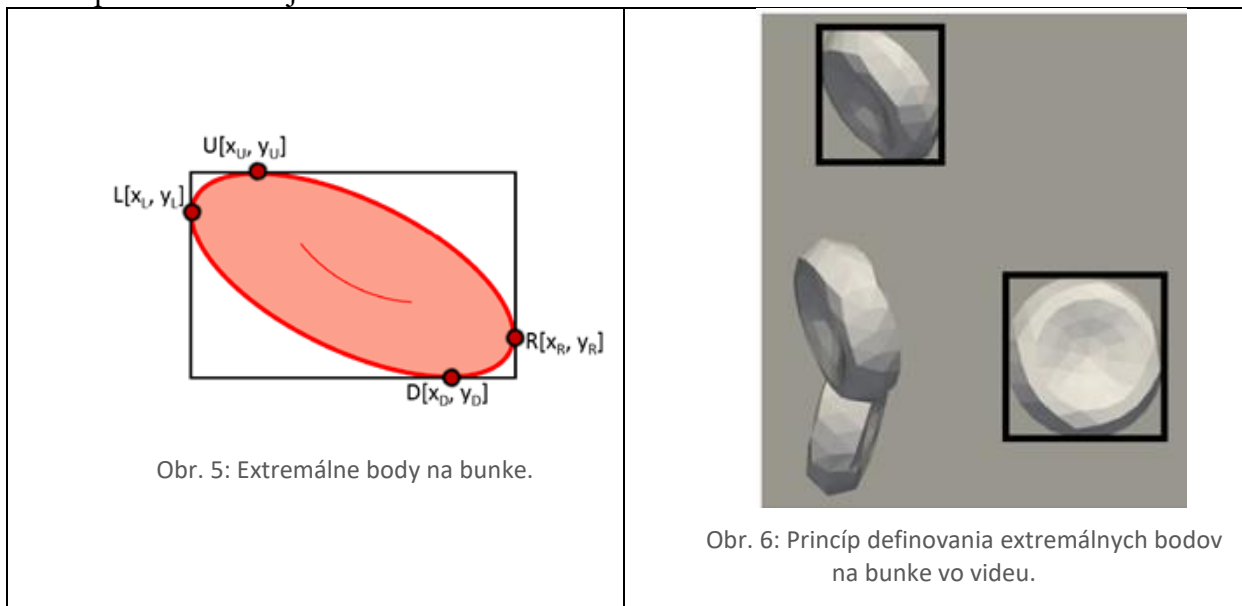 U[x_U, y_U]
L[x_L, y_L]
R[x_R, y_R]
D[x_D, y_D]
Obr. 5: Extremálne body na bunke.
Obr. 6: Princíp definovania extremálnych bodov
na bunke vo videu.